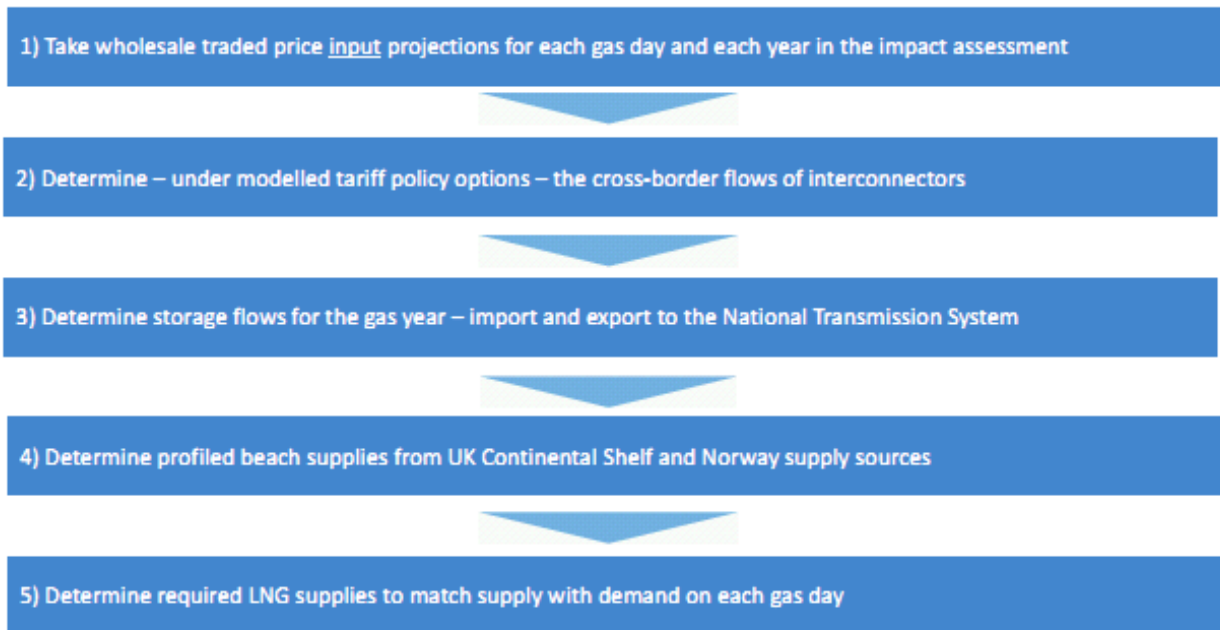 1) Take wholesale traded price input projections for each gas day and each year in the impact assessment
2) Determine – under modelled tariff policy options – the cross-border flows of interconnectors
3) Determine storage flows for the gas year – import and export to the National Transmission System
4) Determine profiled beach supplies from UK Continental Shelf and Norway supply sources
5) Determine required LNG supplies to match supply with demand on each gas day